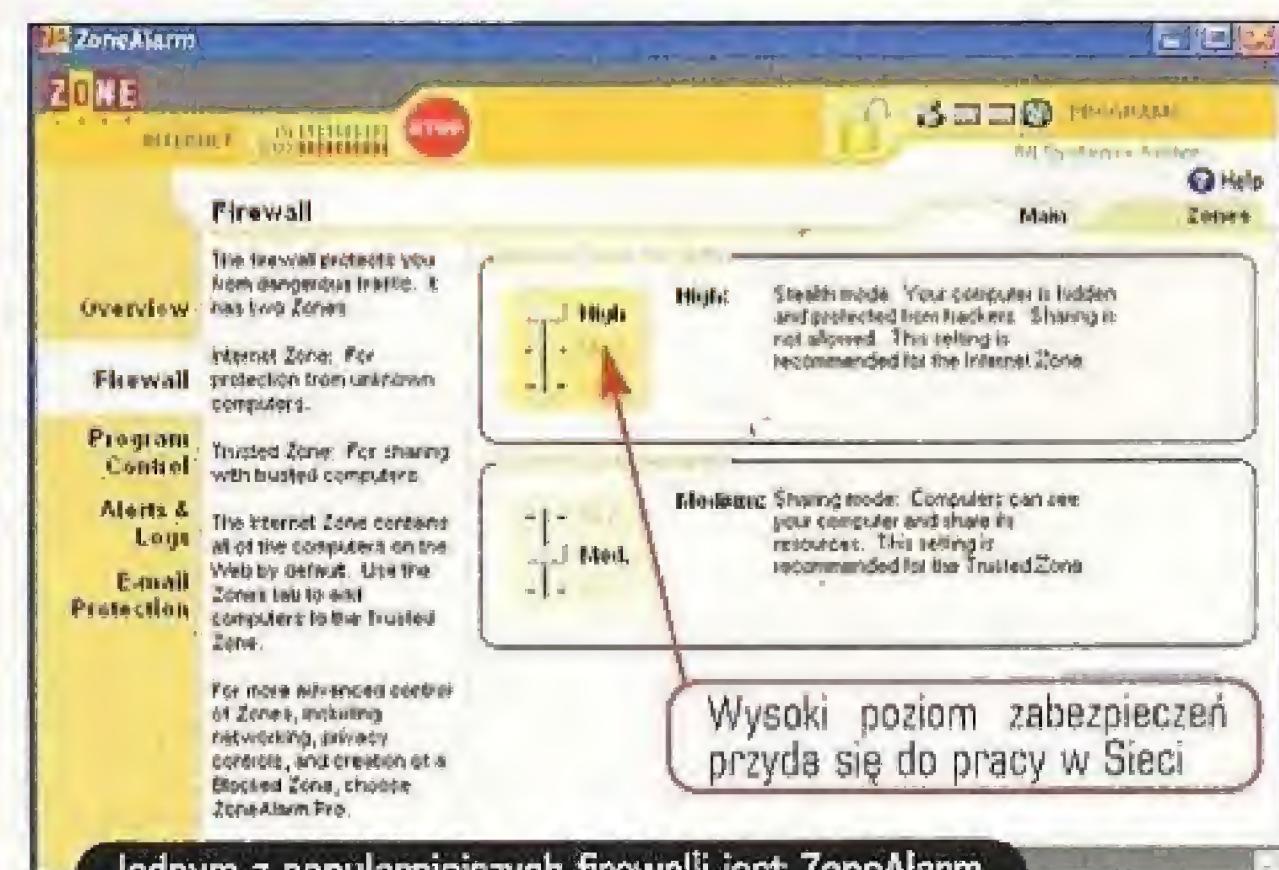 ZoneAlarm
ZONE
INTERNET
STOP
PROGRAMS
Help
Firewall
Main
Zones
Overview
Firewall
Program
Control
Alerts &
Logs
E-mail
Protection
The firewall protects you
from dangerous traffic. It
has two Zones
Internet Zone: For
protection from unknown
computers.
Trusted Zone: For sharing
with trusted computers.
The Internet Zone contains
all of the computers on the
Web by default. Use the
Zones tab to add
computers to the Trusted
Zone.
For more advanced control
of Zones, including
networking, privacy
controls, and creation of a
Blocked Zone, choose
ZoneAlarm Pro.
High
High: Stealth mode. Your computer is hidden
and protected from hackers. Sharing is
not allowed. This setting is
recommended for the Internet Zone
Med.
Medium: Sharing mode: Computers can see
your computer and share its
resources. This setting is
recommended for the Trusted Zone
Wysoki poziom zabezpieczeń
przyda się do pracy w Sieci
Jednym z popularniejszych firewalli jest ZoneAlarm